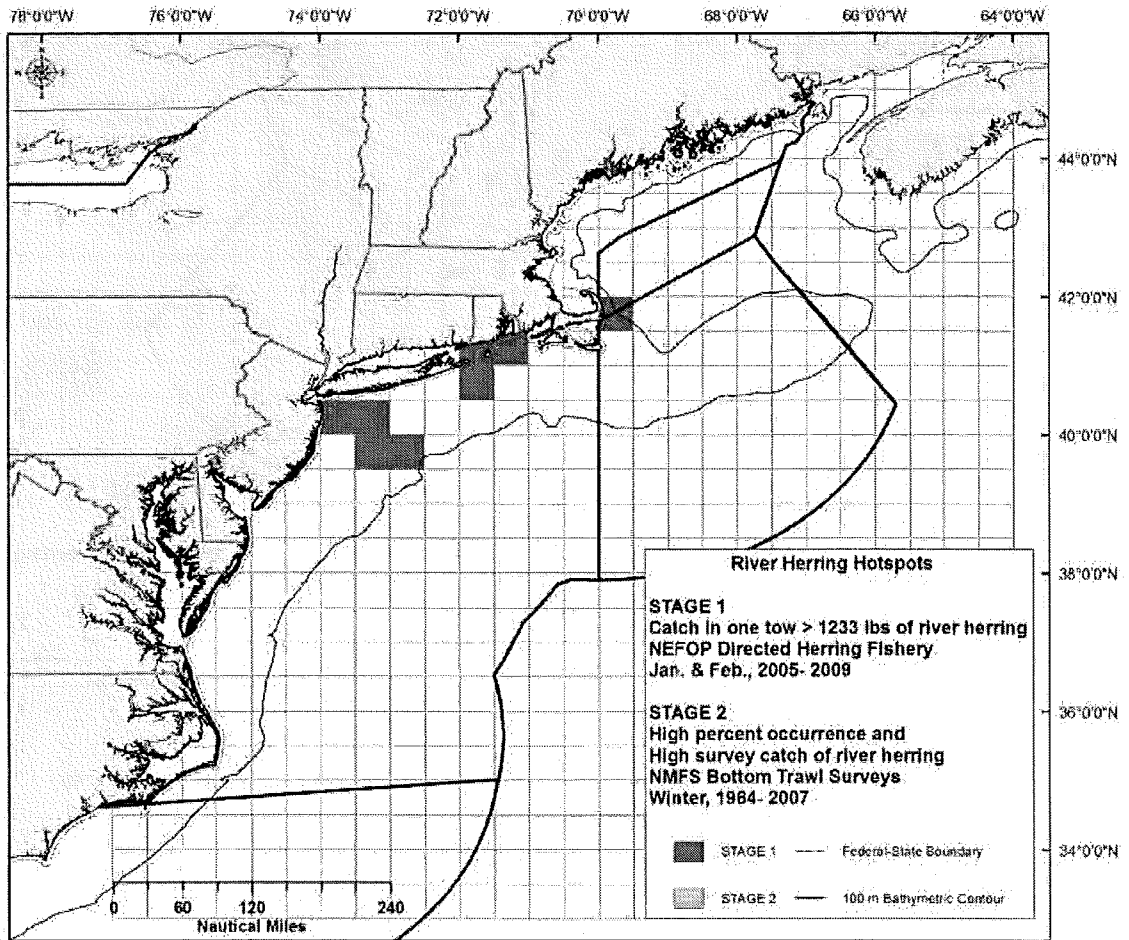 78°0'0"W 76°0'0"W 74°0'0"W 72°0'0"W 70°0'0"W 68°0'0"W 66°0'0"W 64°0'0"W
44°0'0"N
42°0'0"N
40°0'0"N
38°0'0"N
36°0'0"N
34°0'0"N
River Herring Hotspots
STAGE 1
Catch in one tow > 1233 lbs of river herring
NEFOP Directed Herring Fishery
Jan. & Feb., 2005- 2009
STAGE 2
High percent occurrence and
High survey catch of river herring
NMFS Bottom Trawl Surveys
Winter, 1964- 2007
STAGE 1 Federal-State Boundary
STAGE 2 100 m Bathymetric Contour
0 60 120 240
Nautical Miles